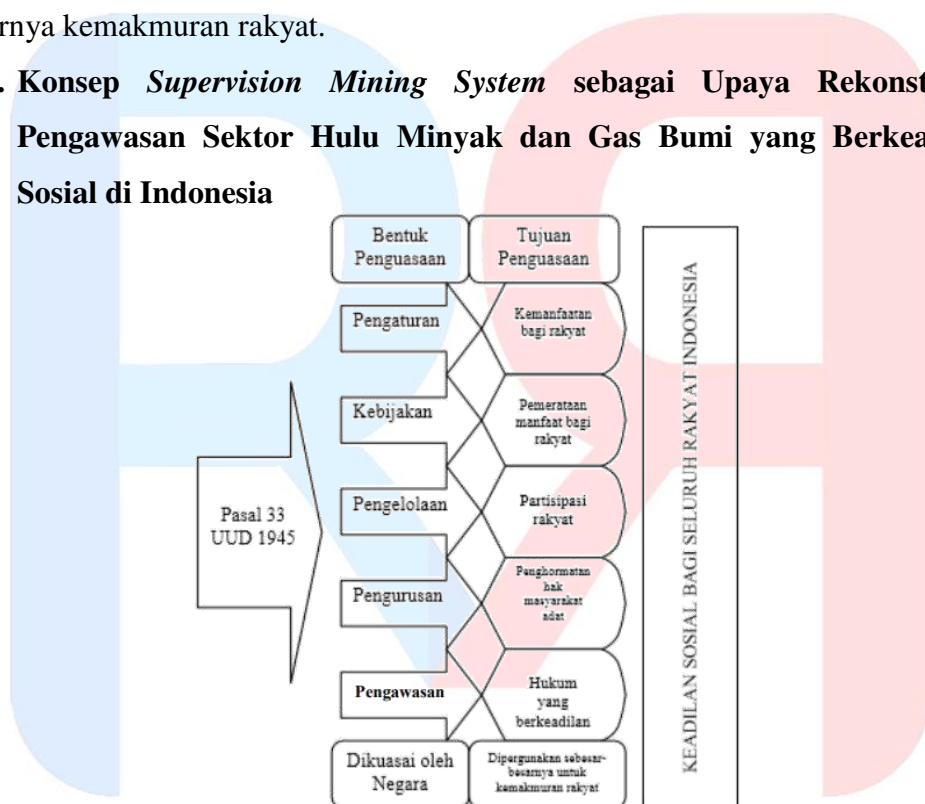 rnya kemakmuran rakyat.
. Konsep Supervision Mining System sebagai Upaya Rekonst
Pengawasan Sektor Hulu Minyak dan Gas Bumi yang Berkea
Sosial di Indonesia
Bentuk
Penguasaan
Tujuan
Penguasaan
Pengaturan
Kemanfaatan
bagi rakyat
Kebijakan
Pemerataan
manfaat bagi
rakyat
Pasal 33
UUD 1945
Pengelolaan
Partisipasi
rakyat
Pengurusan
Penghormatan
hak
masyarakat
adat
Pengawasan
Hukum
yang
berkeadilan
Dikuasai oleh
Negara
Dipergunakan sebesar-
besarnya untuk
kemakmuran rakyat
KEADILAN SOSIAL BAGI SELURUH RAKYAT INDONESIA